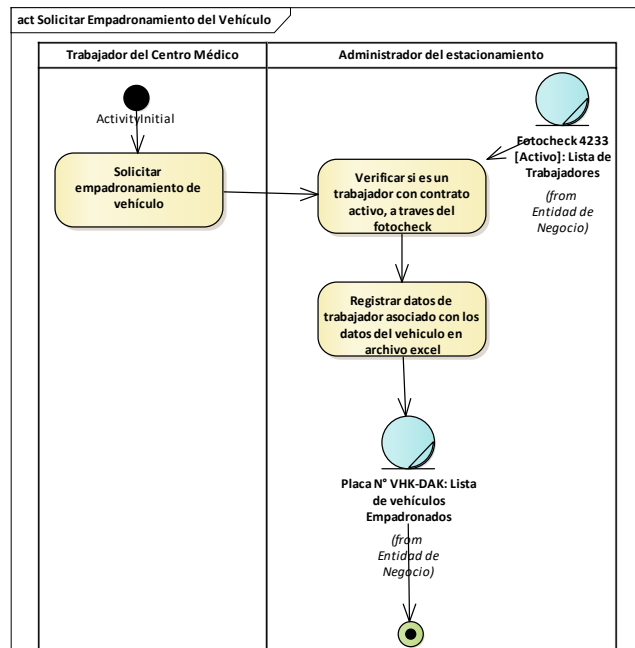 act Solicitar Empadronamiento del Vehículo
Trabajador del Centro Médico
Administrador del estacionamiento
ActivityInitial
Solicitar
empadronamiento de
vehículo
Verificar si es un
trabajador con contrato
activo, a traves del
fotocheck
Fotocheck 4233
[Activo]: Lista de
Trabajadores
(from
Entidad de
Negocio)
Registrar datos de
trabajador asociado con los
datos del vehiculo en
archivo excel
Placa N° VHK-DAK: Lista
de vehículos
Empadronados
(from
Entidad de
Negocio)